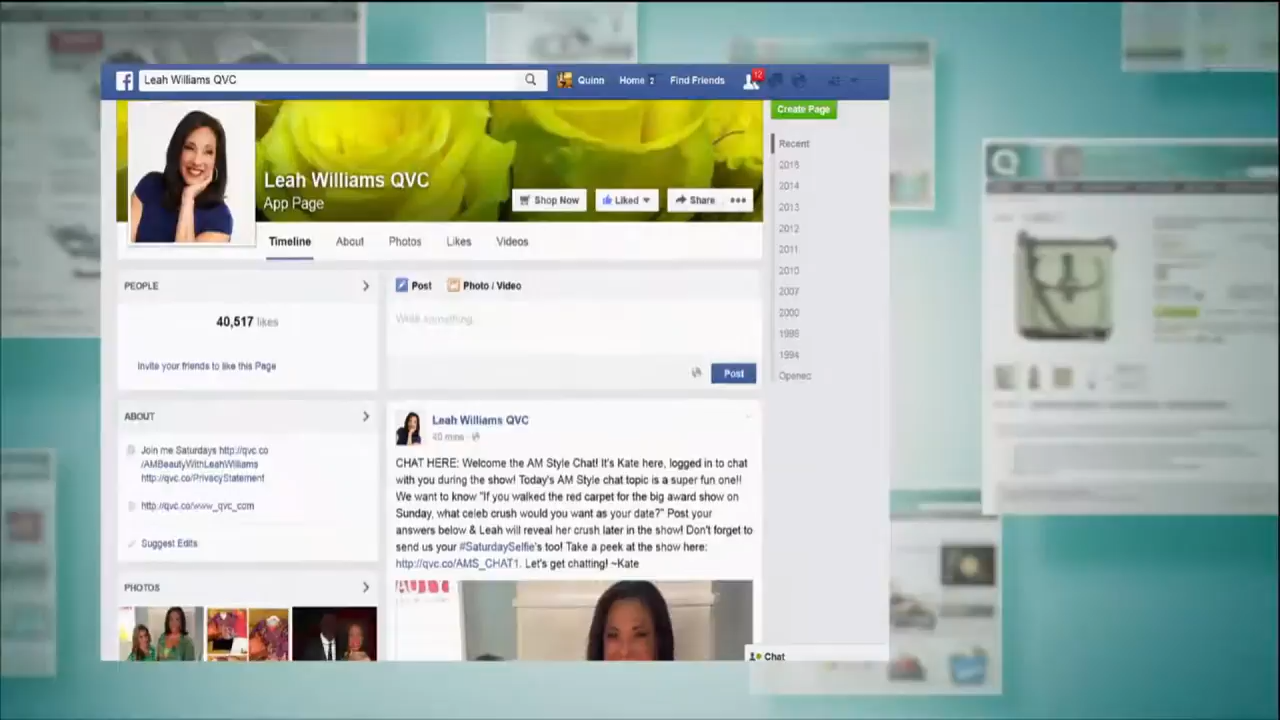 Leah Williams QVC
Quinn
Home 2
Find Friends
12
Create Page
Leah Williams QVC
App Page
Shop Now
Liked
Share
Timeline
About
Photos
Likes
Videos
Recent
2014
2013
2012
2011
2010
2007
2000
1994
PEOPLE
40,517 likes
Invite your friends to like this Page
Post
Photo / Video
Write something
Post
ABOUT
Join me Saturdays http://qvc.co
/AMBeautyWithLeahWilliams
http://qvc.co/PrivacyStatement
http://qvc.co/www_qvc_com
Suggest Edits
PHOTOS
Leah Williams QVC
40 mins
CHAT HERE: Welcome the AM Style Chat! It's Kate here, logged in to chat
with you during the show! Today's AM Style chat topic is a super fun one!!
We want to know "If you walked the red carpet for the big award show on
Sunday, what celeb crush would you want as your date?" Post your
answers below & Leah will reveal her crush later in the show! Don't forget to
send us your #SaturdaySelfie's too! Take a peek at the show here:
http://qvc.co/AMS_CHAT1. Let's get chatting! ~Kate
Chat